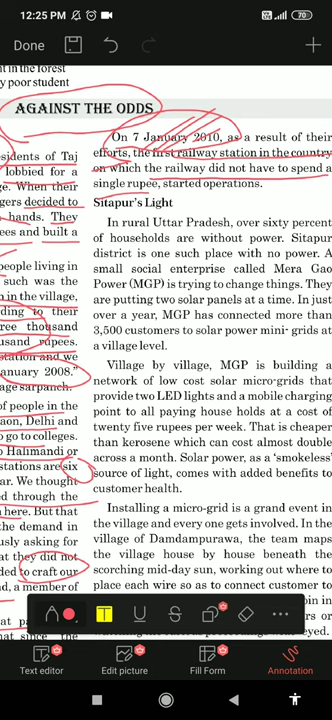 12:25 PM
70
Done
nt in the forest
y poor student
AGAINST THE ODDS
sidents of Taj
lobbied for a
ge. When their
gers decided to
hands. They
ees and built a
people living in
such was the
n in the village,
ding to their
ree thousand
usand rupees.
station and we
anuary 2008."
age sarpanch.
of people in the
aon, Delhi and
o go to colleges.
o Halimandi or
stations are six
ar. We thought
ed through the
n here. But that
the demand in
usly asking for
at they did not
ded to craft our
nd, a member of
On 7 January 2010, as a result of their
efforts, the first railway station in the country
on which the railway did not have to spend a
single rupee, started operations.
Sitapur's Light
In rural Uttar Pradesh, over sixty percent
of households are without power. Sitapur
district is one such place with no power. A
small social enterprise called Mera Gao
Power (MGP) is trying to change things. They
are putting two solar panels at a time. In just
over a year, MGP has connected more than
3,500 customers to solar power mini- grids at
a village level.
Village by village, MGP is building a
network of low cost solar micro-grids that
provide two LED lights and a mobile charging
point to all paying house holds at a cost of
twenty five rupees per week. That is cheaper
than kerosene which can cost almost double
across a month. Solar power, as a 'smokeless'
source of light, comes with added benefits to
customer health.
Installing a micro-grid is a grand event in
the village and every one gets involved. In the
village of Damdampurawa, the team maps
the village house by house beneath the
scorching mid-day sun, working out where to
place each wire so as to connect customer to
Text editor
Edit picture
Fill Form
Annotation